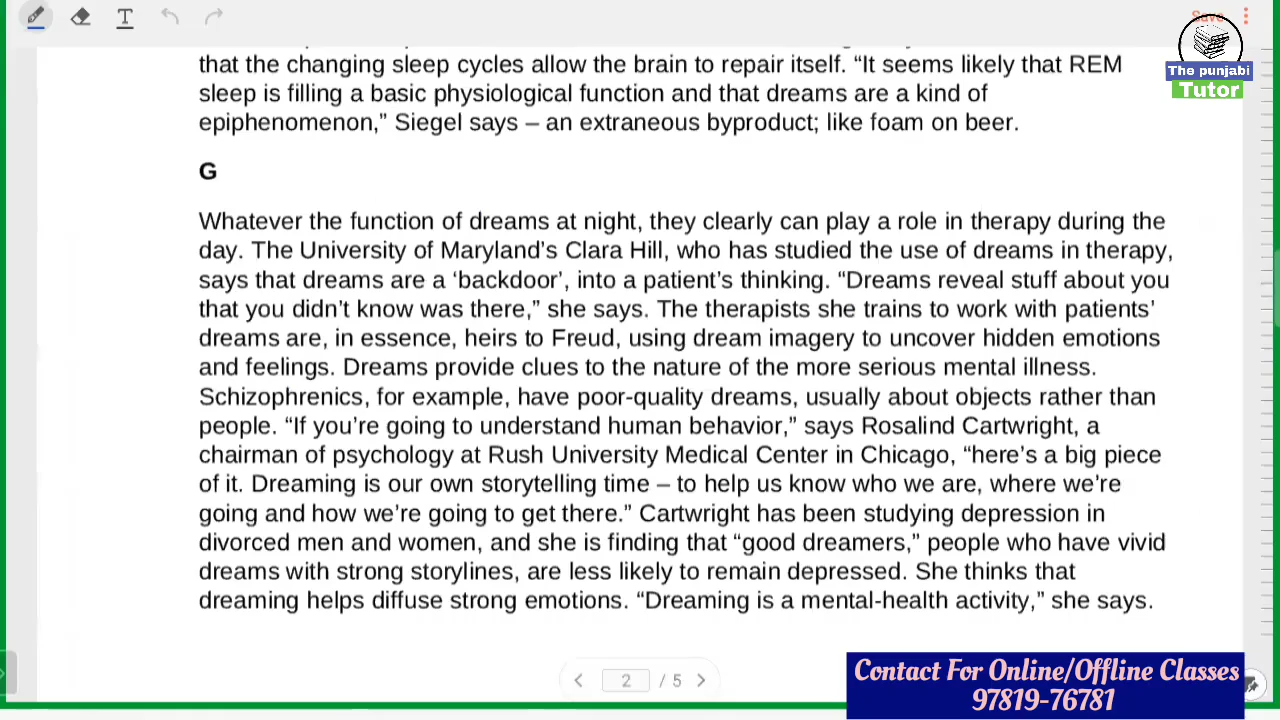 Save
The punjabi
Tutor
that the changing sleep cycles allow the brain to repair itself. “It seems likely that REM
sleep is filling a basic physiological function and that dreams are a kind of
epiphenomenon,” Siegel says – an extraneous byproduct; like foam on beer.
G
Whatever the function of dreams at night, they clearly can play a role in therapy during the
day. The University of Maryland’s Clara Hill, who has studied the use of dreams in therapy,
says that dreams are a ‘backdoor’, into a patient’s thinking. “Dreams reveal stuff about you
that you didn’t know was there,” she says. The therapists she trains to work with patients’
dreams are, in essence, heirs to Freud, using dream imagery to uncover hidden emotions
and feelings. Dreams provide clues to the nature of the more serious mental illness.
Schizophrenics, for example, have poor-quality dreams, usually about objects rather than
people. “If you’re going to understand human behavior,” says Rosalind Cartwright, a
chairman of psychology at Rush University Medical Center in Chicago, “here’s a big piece
of it. Dreaming is our own storytelling time – to help us know who we are, where we’re
going and how we’re going to get there.” Cartwright has been studying depression in
divorced men and women, and she is finding that “good dreamers,” people who have vivid
dreams with strong storylines, are less likely to remain depressed. She thinks that
dreaming helps diffuse strong emotions. “Dreaming is a mental-health activity,” she says.
2 / 5
Contact For Online/Offline Classes
97819-76781